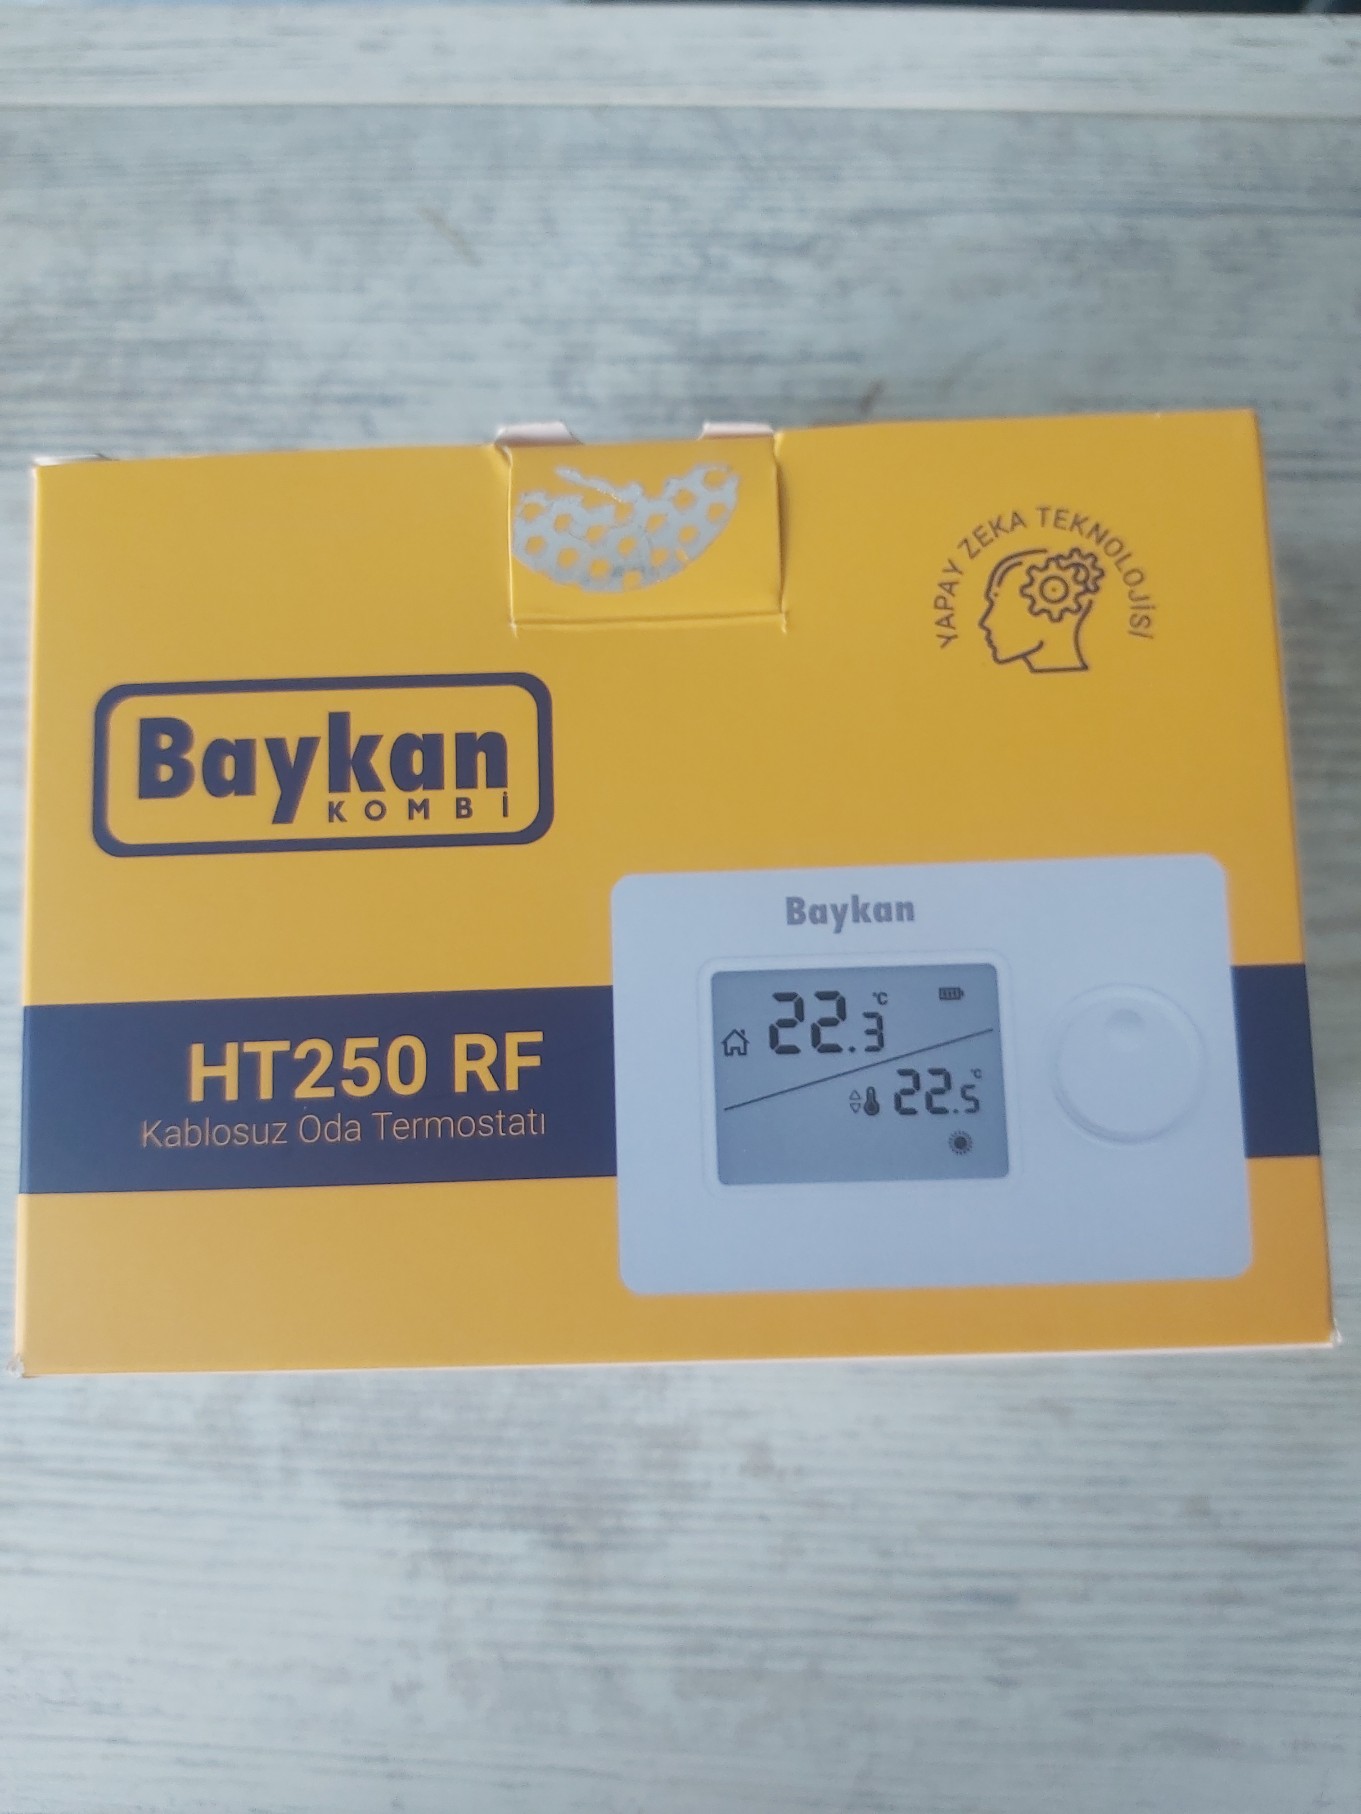 YAPAY ZEKA TEKNOLOJİSİ
Baykan
KOMBİ
Baykan
22.3 °C
22.5 °C
HT250 RF
Kablosuz Oda Termostatı